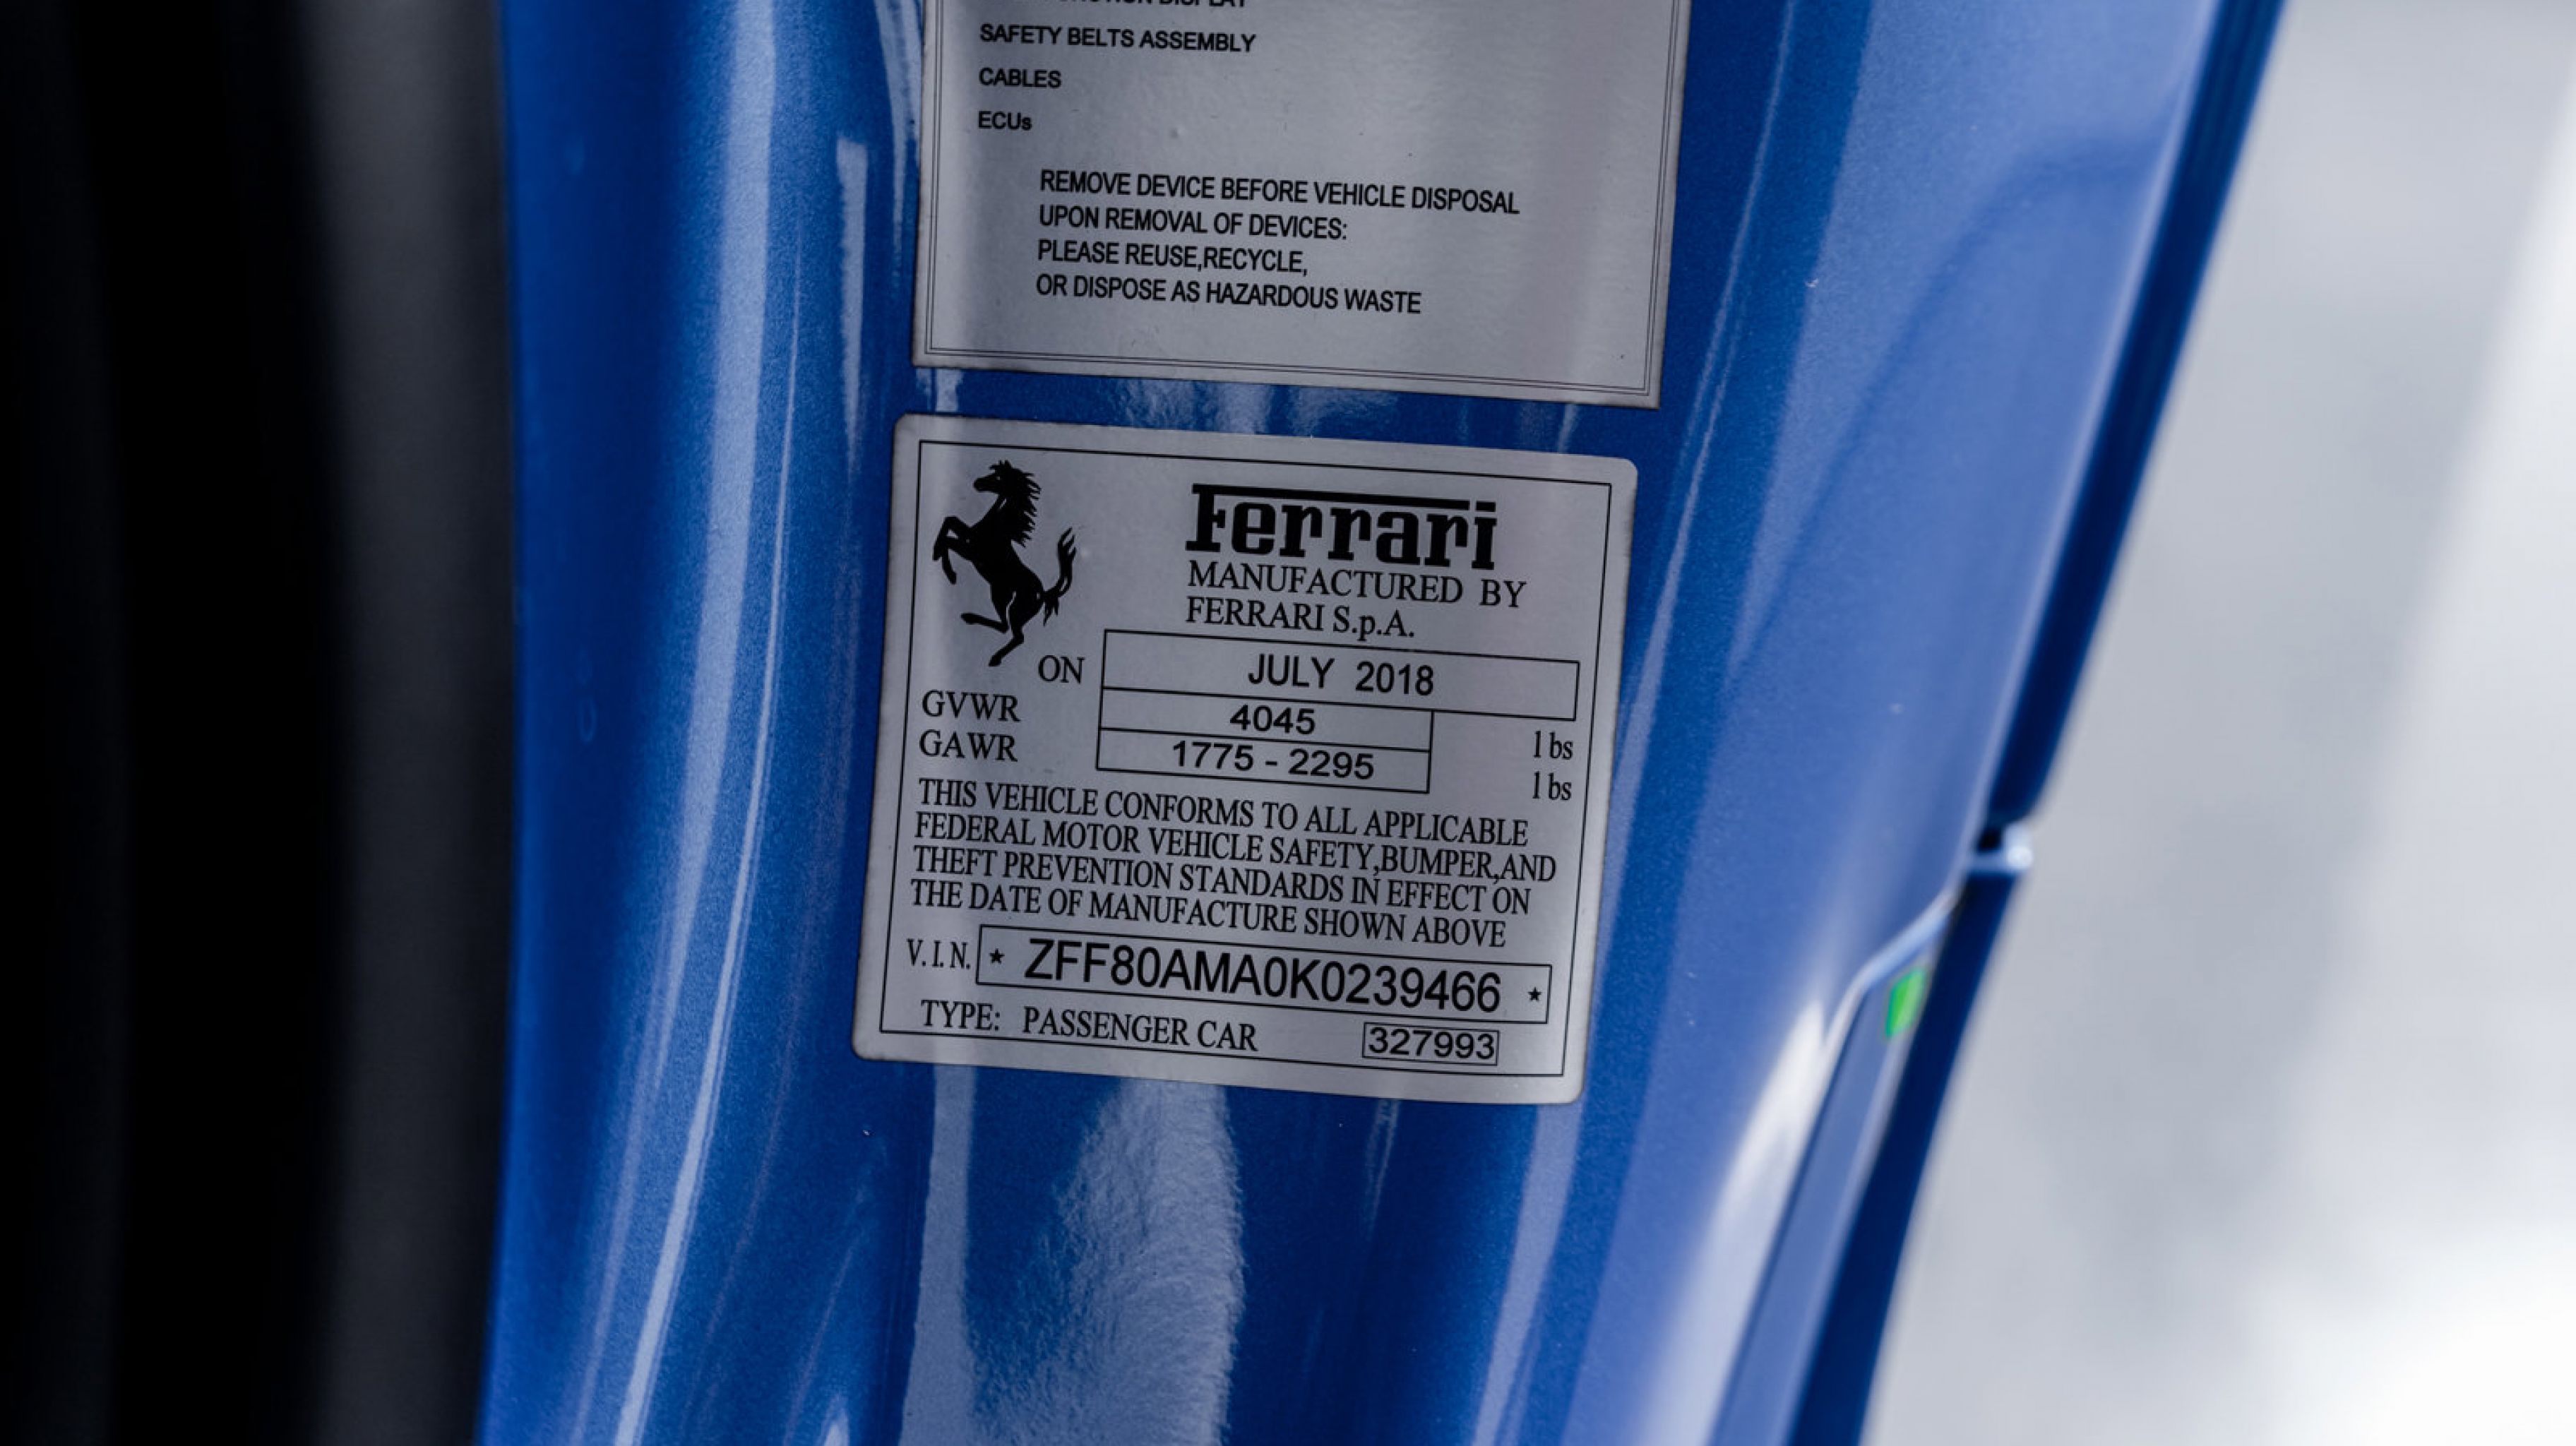 DISPLAY
SAFETY BELTS ASSEMBLY
CABLES
ECUs
REMOVE DEVICE BEFORE VEHICLE DISPOSAL
UPON REMOVAL OF DEVICES:
PLEASE REUSE,RECYCLE,
OR DISPOSE AS HAZARDOUS WASTE
Ferrari
MANUFACTURED BY
FERRARI S.p.A.
ON JULY 2018
GVWR 4045 lbs
GAWR 1775 - 2295 lbs
THIS VEHICLE CONFORMS TO ALL APPLICABLE
FEDERAL MOTOR VEHICLE SAFETY,BUMPER,AND
THEFT PREVENTION STANDARDS IN EFFECT ON
THE DATE OF MANUFACTURE SHOWN ABOVE
V.I.N. * ZFF80AMA0K0239466 *
TYPE: PASSENGER CAR 327993